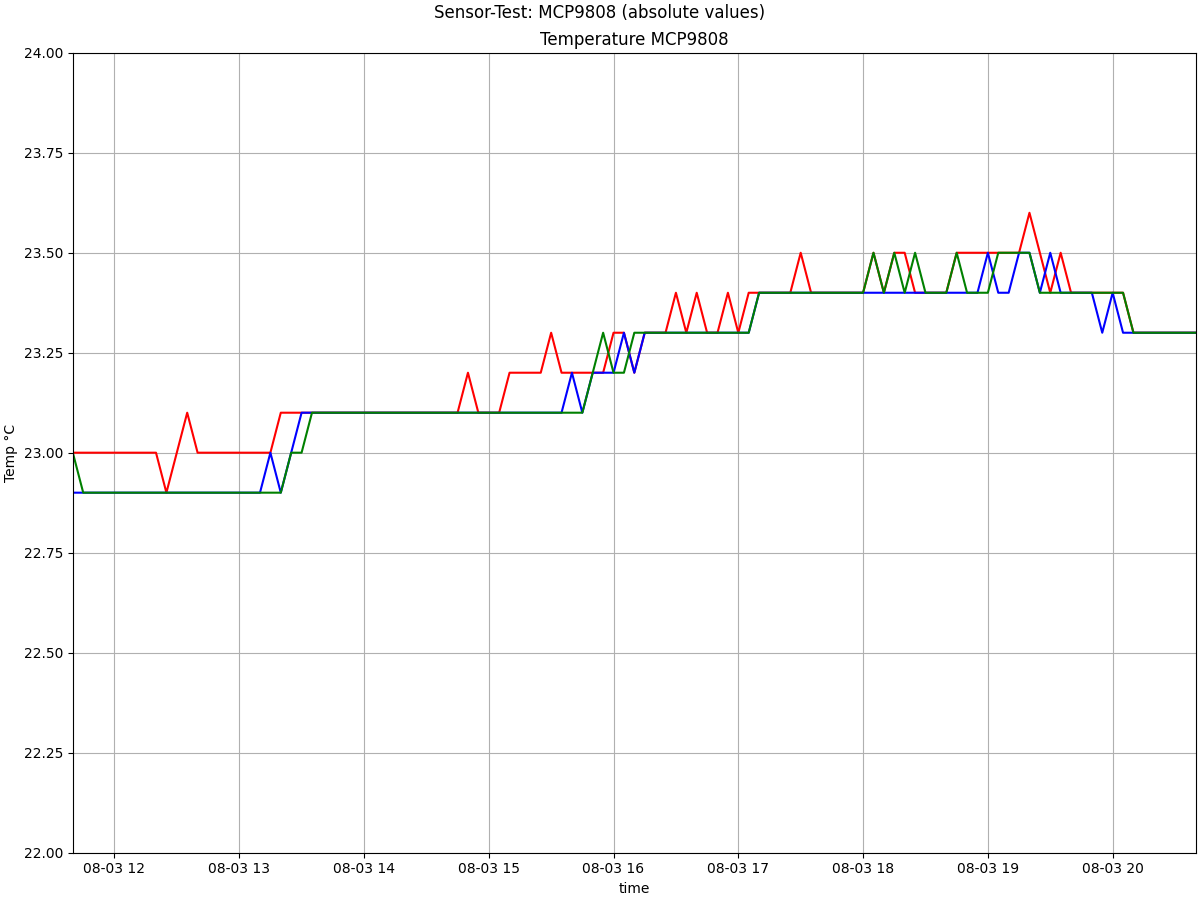 Sensor-Test: MCP9808 (absolute values)
Temperature MCP9808
24.00
23.75
23.50
23.25
23.00
22.75
22.50
22.25
22.00
Temp °C
08-03 12 08-03 13 08-03 14 08-03 15 08-03 16 08-03 17 08-03 18 08-03 19 08-03 20
time